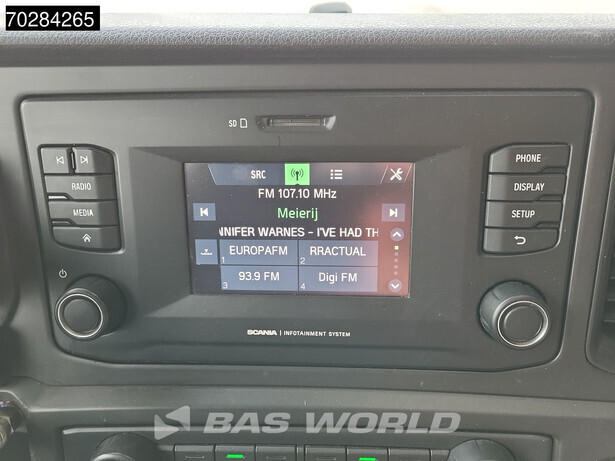 70284265
SD
SRC
PHONE
FM 107.10 MHz
RADIO
DISPLAY
Meierij
MEDIA
SETUP
NNIFER WARNES - I'VE HAD TH
1 EUROPAFM
2 RRACTUAL
3 93.9 FM
4 Digi FM
SCANIA | INFOTAINMENT SYSTEM
BAS WORLD